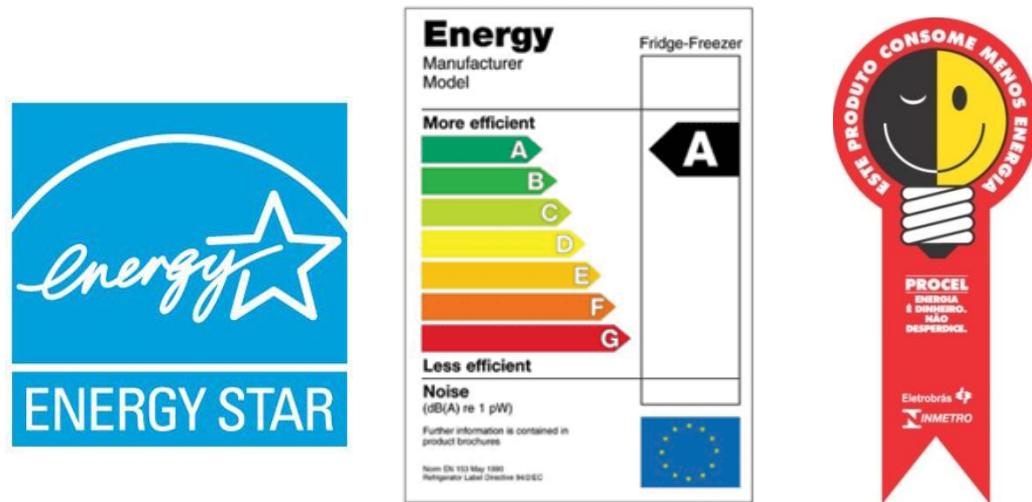 energy
ENERGY STAR
Energy
Manufacturer
Model
Fridge-Freezer
More efficient
A
A
B
C
D
E
F
G
Less efficient
Noise
(dB(A) re 1 pW)
Further information is contained in
product brochures
Norm EN 153 May 1990
Refrigerator Label Directive 94/2/EC
ESTE PRODUTO CONSOME MENOS ENERGIA
PROCEL
ENERGIA
É DINHEIRO.
NÃO
DESPERDICE.
Eletrobrás
INMETRO